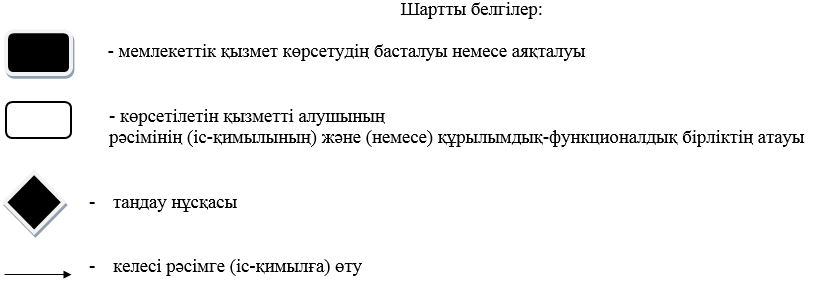 Шартты белгілер:
- мемлекеттік қызмет көрсетудің басталуы немесе аяқталуы
- көрсетілетін қызметті алушының
рәсімінің (іс-қимылының) және (немесе) құрылымдық-функционалдық бірліктің атауы
- таңдау нұсқасы
- келесі рәсімге (іс-қимылға) өту